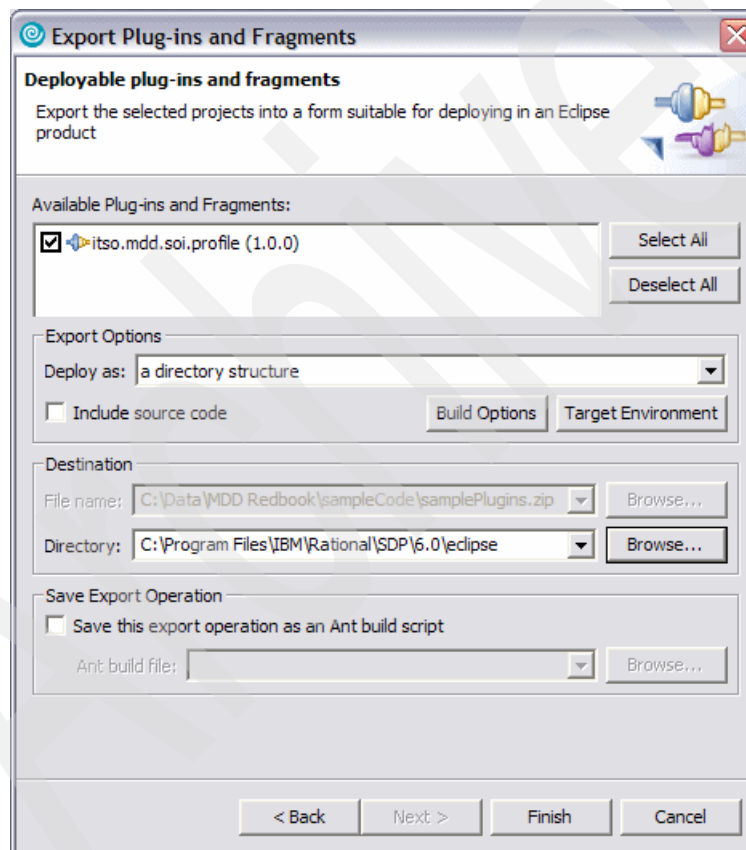 Export Plug-ins and Fragments
Deployable plug-ins and fragments
Export the selected projects into a form suitable for deploying in an Eclipse
product
Available Plug-ins and Fragments:
itso.mdd.soi.profile (1.0.0)
Select All
Deselect All
Export Options
Deploy as: a directory structure
Include source code
Build Options
Target Environment
Destination
File name: C:\Data\MDD Redbook\sampleCode\samplePlugins.zip Browse...
Directory: C:\Program Files\IBM\Rational\SDP\6.0\eclipse Browse...
Save Export Operation
Save this export operation as an Ant build script
Ant build file: Browse...
< Back Next > Finish Cancel